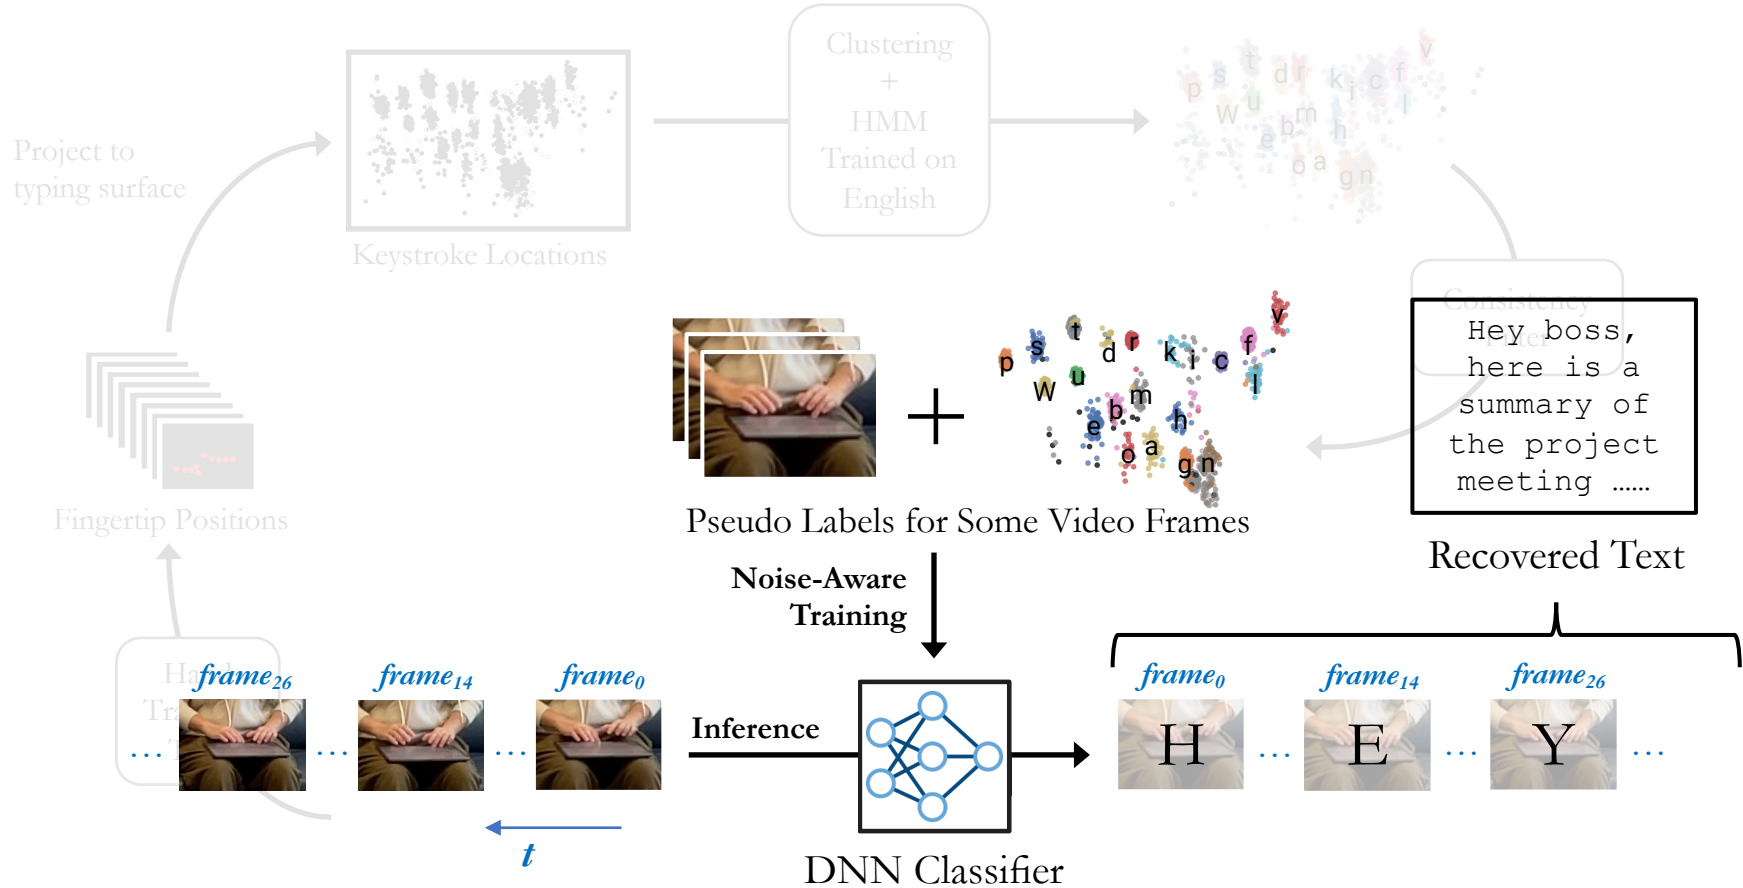 Clustering
+
HMM
Trained on
English
Project to
typing surface
Keystroke Locations
p s t d r k i c f v
W u b m h l
e o a g n
Consistency
Filter
Fingertip Positions
p s t d r k i c f v
W u b m h l
e o a g n
+
Pseudo Labels for Some Video Frames
Hey boss,
here is a
summary of
the project
meeting ......
Recovered Text
Noise-Aware
Training
frame26
frame14
frame0
... ... ...
t
Inference
DNN Classifier
frame0
frame14
frame26
H ... E ... Y ...